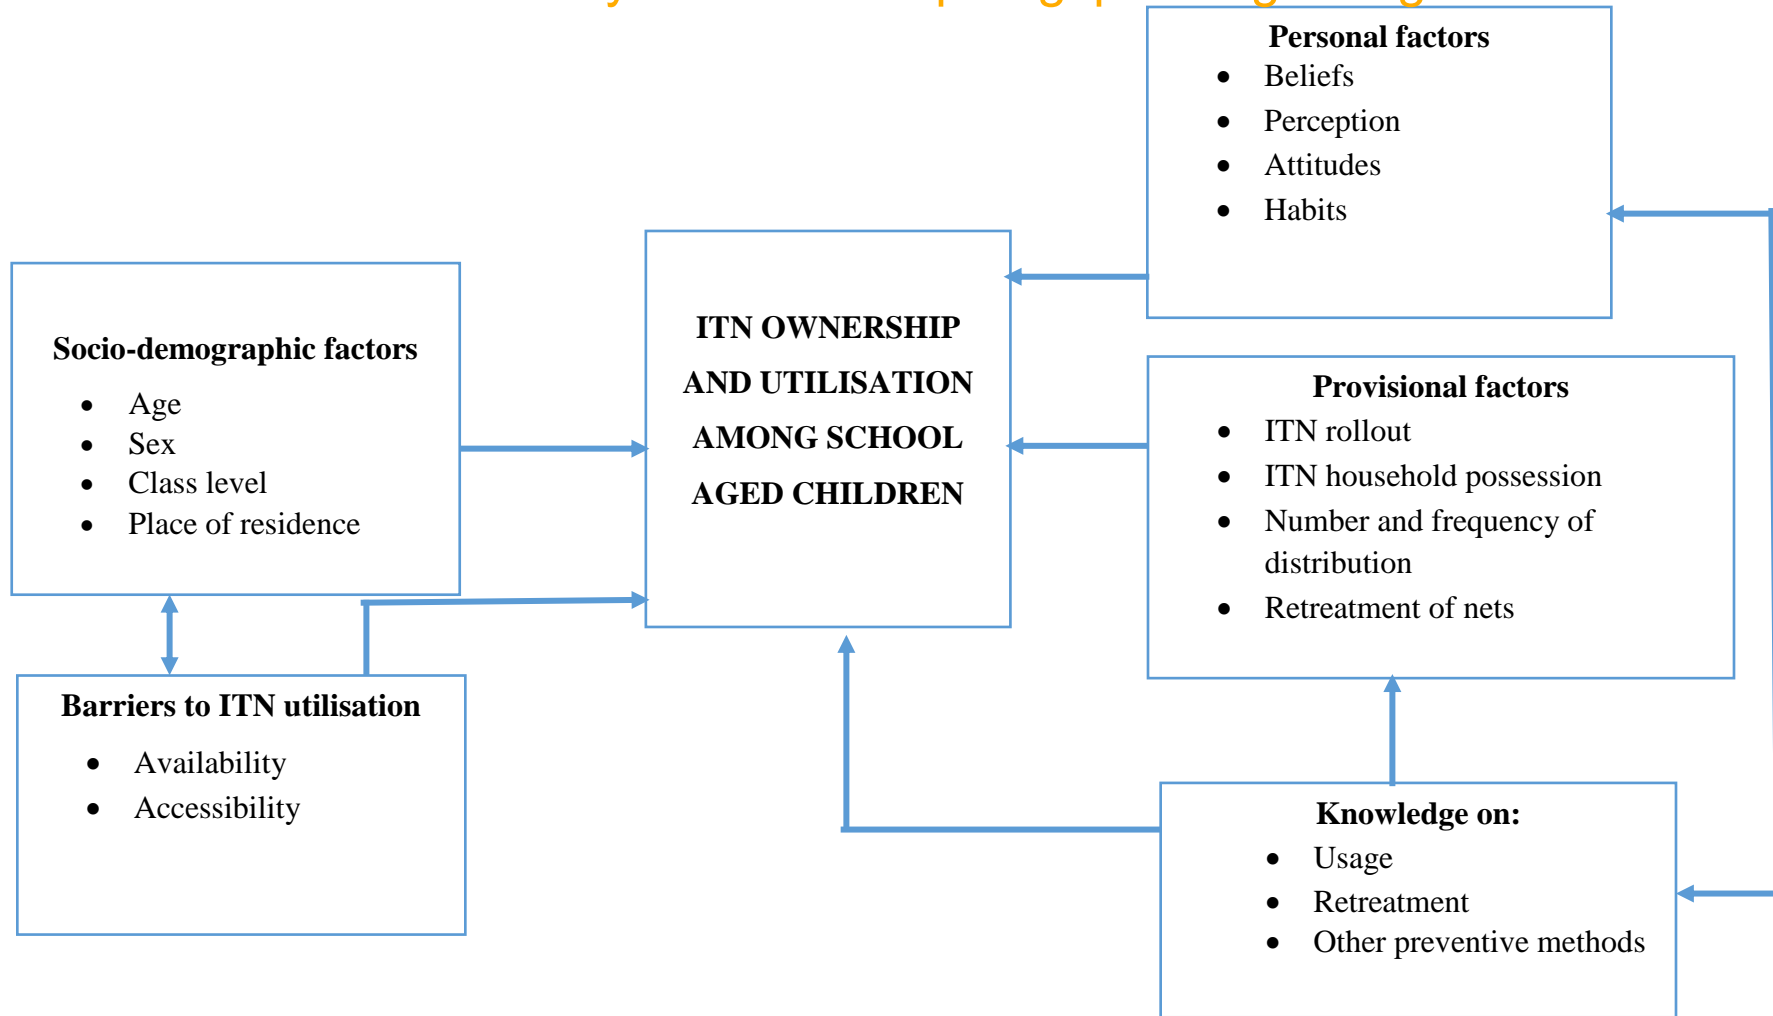 Personal factors
• Beliefs
• Perception
• Attitudes
• Habits
Socio-demographic factors
• Age
• Sex
• Class level
• Place of residence
ITN OWNERSHIP
AND UTILISATION
AMONG SCHOOL
AGED CHILDREN
Provisional factors
• ITN rollout
• ITN household possession
• Number and frequency of
distribution
• Retreatment of nets
Barriers to ITN utilisation
• Availability
• Accessibility
Knowledge on:
• Usage
• Retreatment
• Other preventive methods